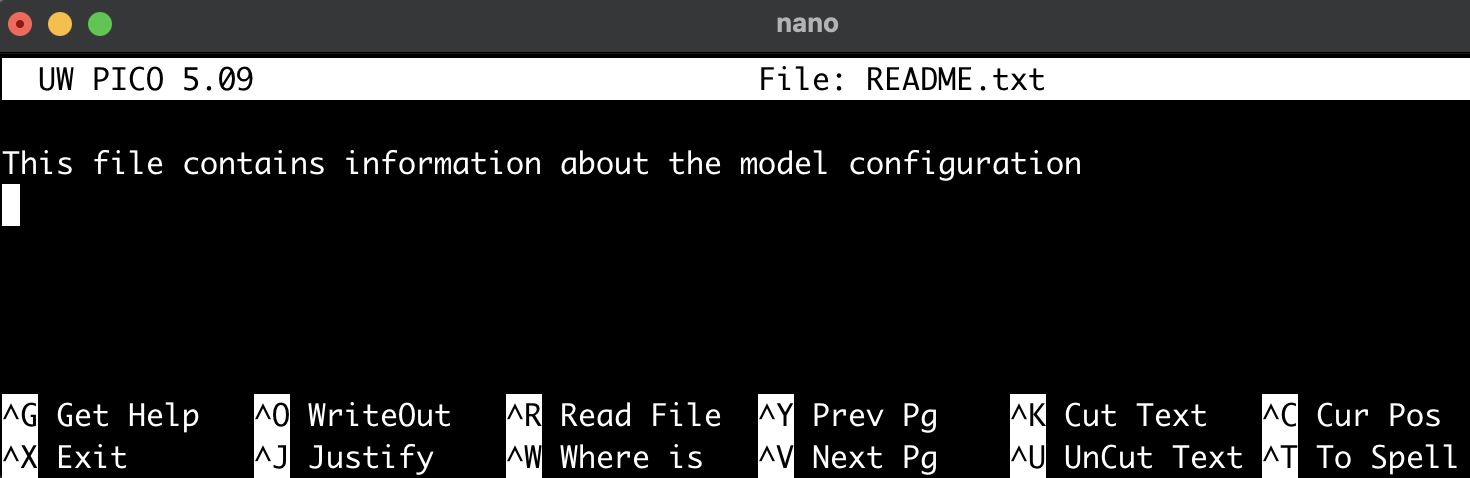 nano
UW PICO 5.09 File: README.txt
This file contains information about the model configuration
^G Get Help ^O WriteOut ^R Read File ^Y Prev Pg ^K Cut Text ^C Cur Pos
^X Exit ^J Justify ^W Where is ^V Next Pg ^U UnCut Text ^T To Spell